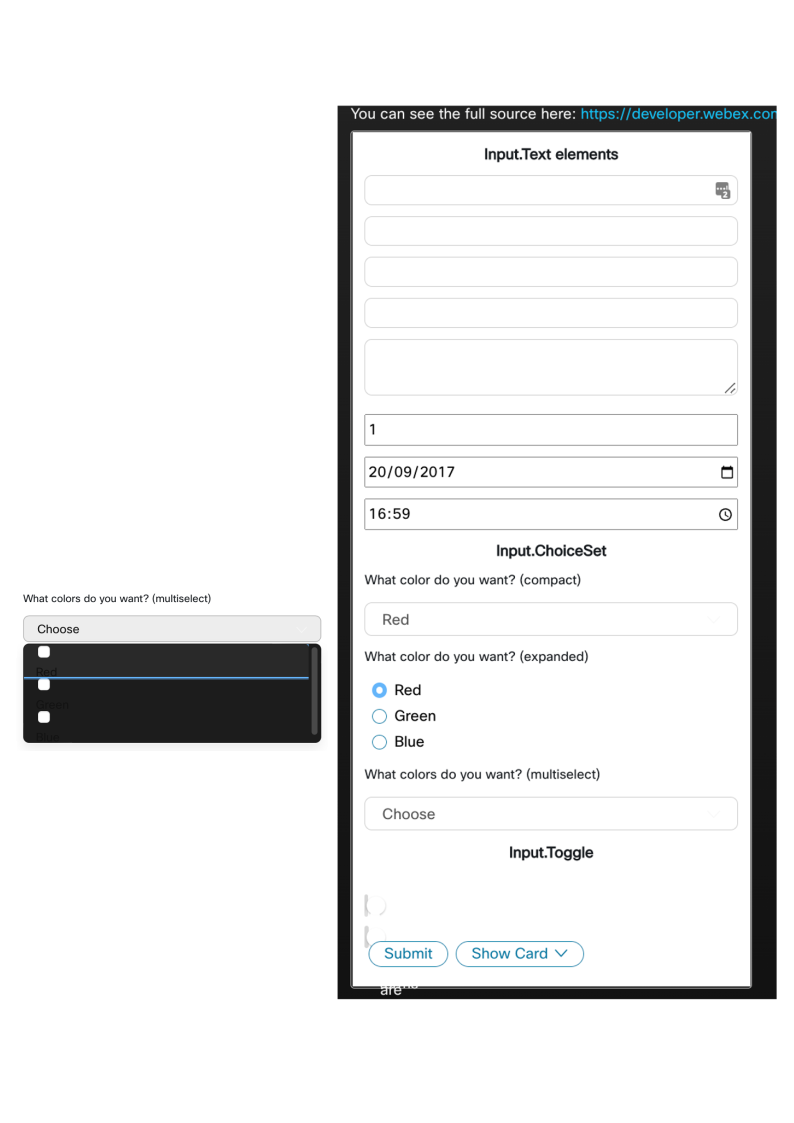 You can see the full source here: https://developer.webex.com
Input.Text elements
2
1
20/09/2017
16:59
Input.ChoiceSet
What color do you want? (compact)
Red
What color do you want? (expanded)
Red
Green
Blue
What colors do you want? (multiselect)
Choose
Input.Toggle
Submit
Show Card
are
What colors do you want? (multiselect)
Choose
Red
Green
Blue